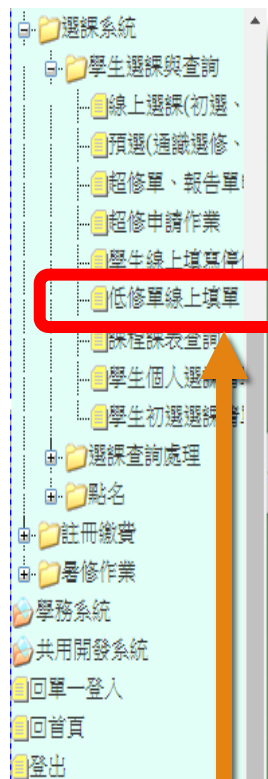 選課系統
學生選課與查詢
線上選課(初選、
預選(通識選修、
超修單、報告單
超修申請作業
學生線上填寫停
低修單線上填單
課程課表查詢
學生個人選課
學生初選選課
選課查詢處理
點名
註冊繳費
暑修作業
學務系統
共用開發系統
回單一登入
回首頁
登出